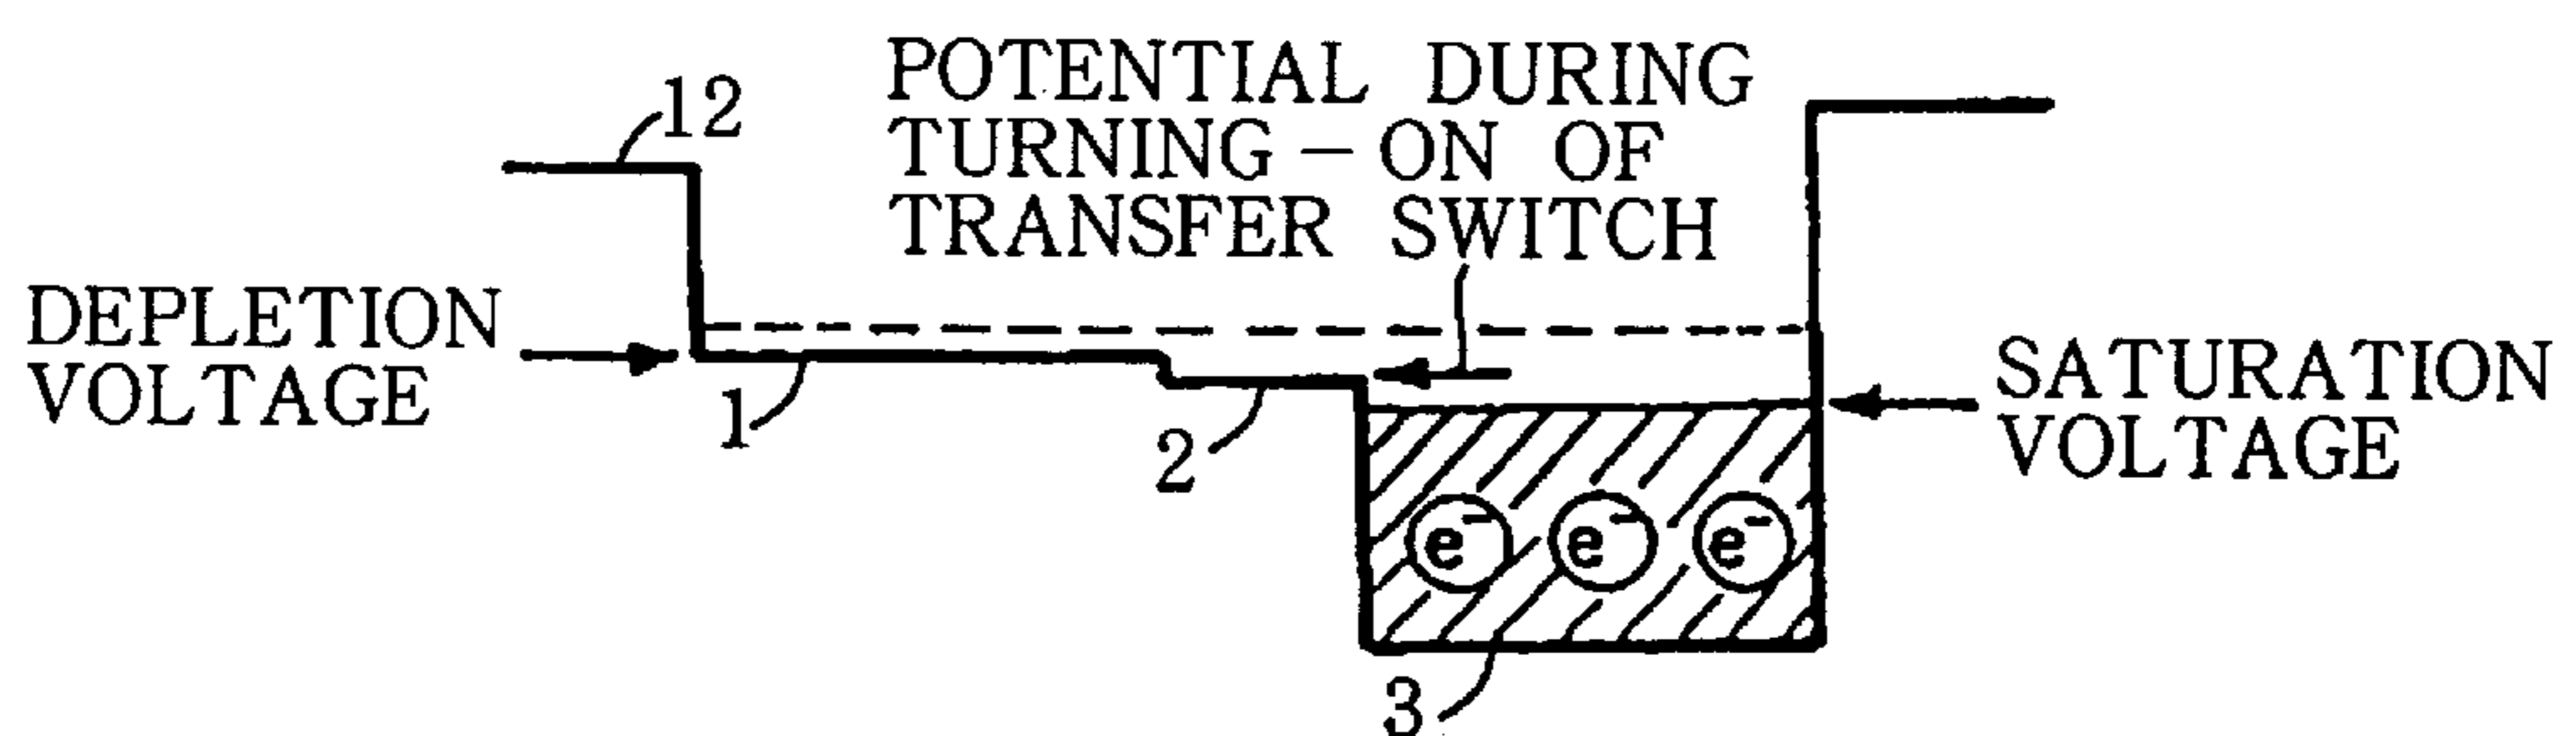 12
POTENTIAL DURING
TURNING-ON OF
TRANSFER SWITCH
DEPLETION
VOLTAGE
1
2
SATURATION
VOLTAGE
e⁻ e⁻ e⁻
3